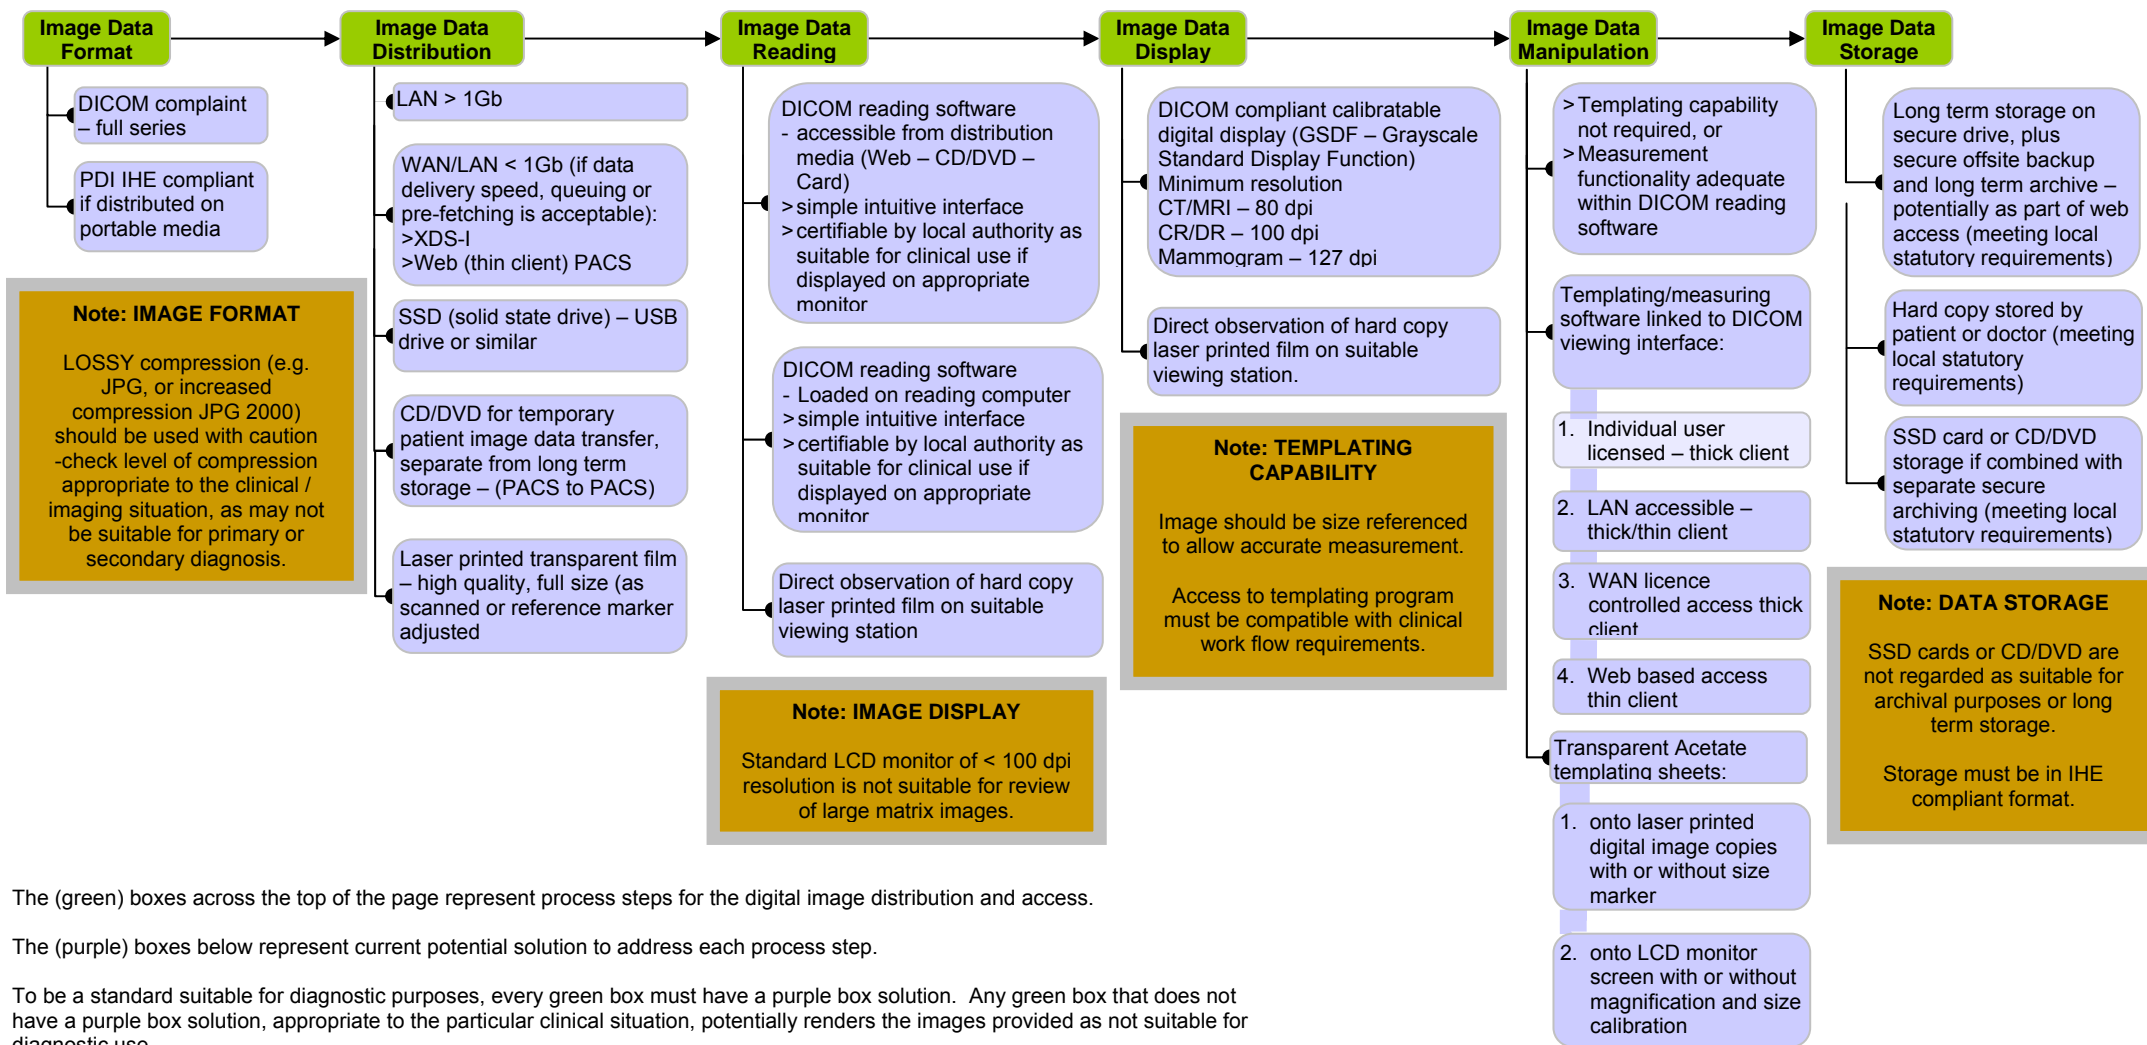 Image Data
Format
Image Data
Distribution
Image Data
Reading
Image Data
Display
Image Data
Manipulation
Image Data
Storage
DICOM complaint
– full series
PDI IHE compliant
if distributed on
portable media
Note: IMAGE FORMAT
LOSSY compression (e.g.
JPG, or increased
compression JPG 2000)
should be used with caution
-check level of compression
appropriate to the clinical /
imaging situation, as may not
be suitable for primary or
secondary diagnosis.
LAN > 1Gb
WAN/LAN < 1Gb (if data
delivery speed, queuing or
pre-fetching is acceptable):
>XDS-I
>Web (thin client) PACS
SSD (solid state drive) – USB
drive or similar
CD/DVD for temporary
patient image data transfer,
separate from long term
storage – (PACS to PACS)
Laser printed transparent film
– high quality, full size (as
scanned or reference marker
adjusted
DICOM reading software
- accessible from distribution
media (Web – CD/DVD –
Card)
> simple intuitive interface
> certifiable by local authority as
suitable for clinical use if
displayed on appropriate
monitor
DICOM reading software
- Loaded on reading computer
> simple intuitive interface
> certifiable by local authority as
suitable for clinical use if
displayed on appropriate
monitor
Direct observation of hard copy
laser printed film on suitable
viewing station
Note: IMAGE DISPLAY
Standard LCD monitor of < 100 dpi
resolution is not suitable for review
of large matrix images.
DICOM compliant calibratable
digital display (GSDF – Grayscale
Standard Display Function)
Minimum resolution
CT/MRI – 80 dpi
CR/DR – 100 dpi
Mammogram – 127 dpi
Direct observation of hard copy
laser printed film on suitable
viewing station.
Note: TEMPLATING
CAPABILITY
Image should be size referenced
to allow accurate measurement.
Access to templating program
must be compatible with clinical
work flow requirements.
> Templating capability
not required, or
> Measurement
functionality adequate
within DICOM reading
software
Templating/measuring
software linked to DICOM
viewing interface:
1. Individual user
licensed – thick client
2. LAN accessible –
thick/thin client
3. WAN licence
controlled access thick
client
4. Web based access
thin client
Transparent Acetate
templating sheets:
1. onto laser printed
digital image copies
with or without size
marker
2. onto LCD monitor
screen with or without
magnification and size
calibration
Long term storage on
secure drive, plus
secure offsite backup
and long term archive –
potentially as part of web
access (meeting local
statutory requirements)
Hard copy stored by
patient or doctor (meeting
local statutory
requirements)
SSD card or CD/DVD
storage if combined with
separate secure
archiving (meeting local
statutory requirements)
Note: DATA STORAGE
SSD cards or CD/DVD are
not regarded as suitable for
archival purposes or long
term storage.
Storage must be in IHE
compliant format.
The (green) boxes across the top of the page represent process steps for the digital image distribution and access.
The (purple) boxes below represent current potential solution to address each process step.
To be a standard suitable for diagnostic purposes, every green box must have a purple box solution. Any green box that does not
have a purple box solution, appropriate to the particular clinical situation, potentially renders the images provided as not suitable for
diagnostic use